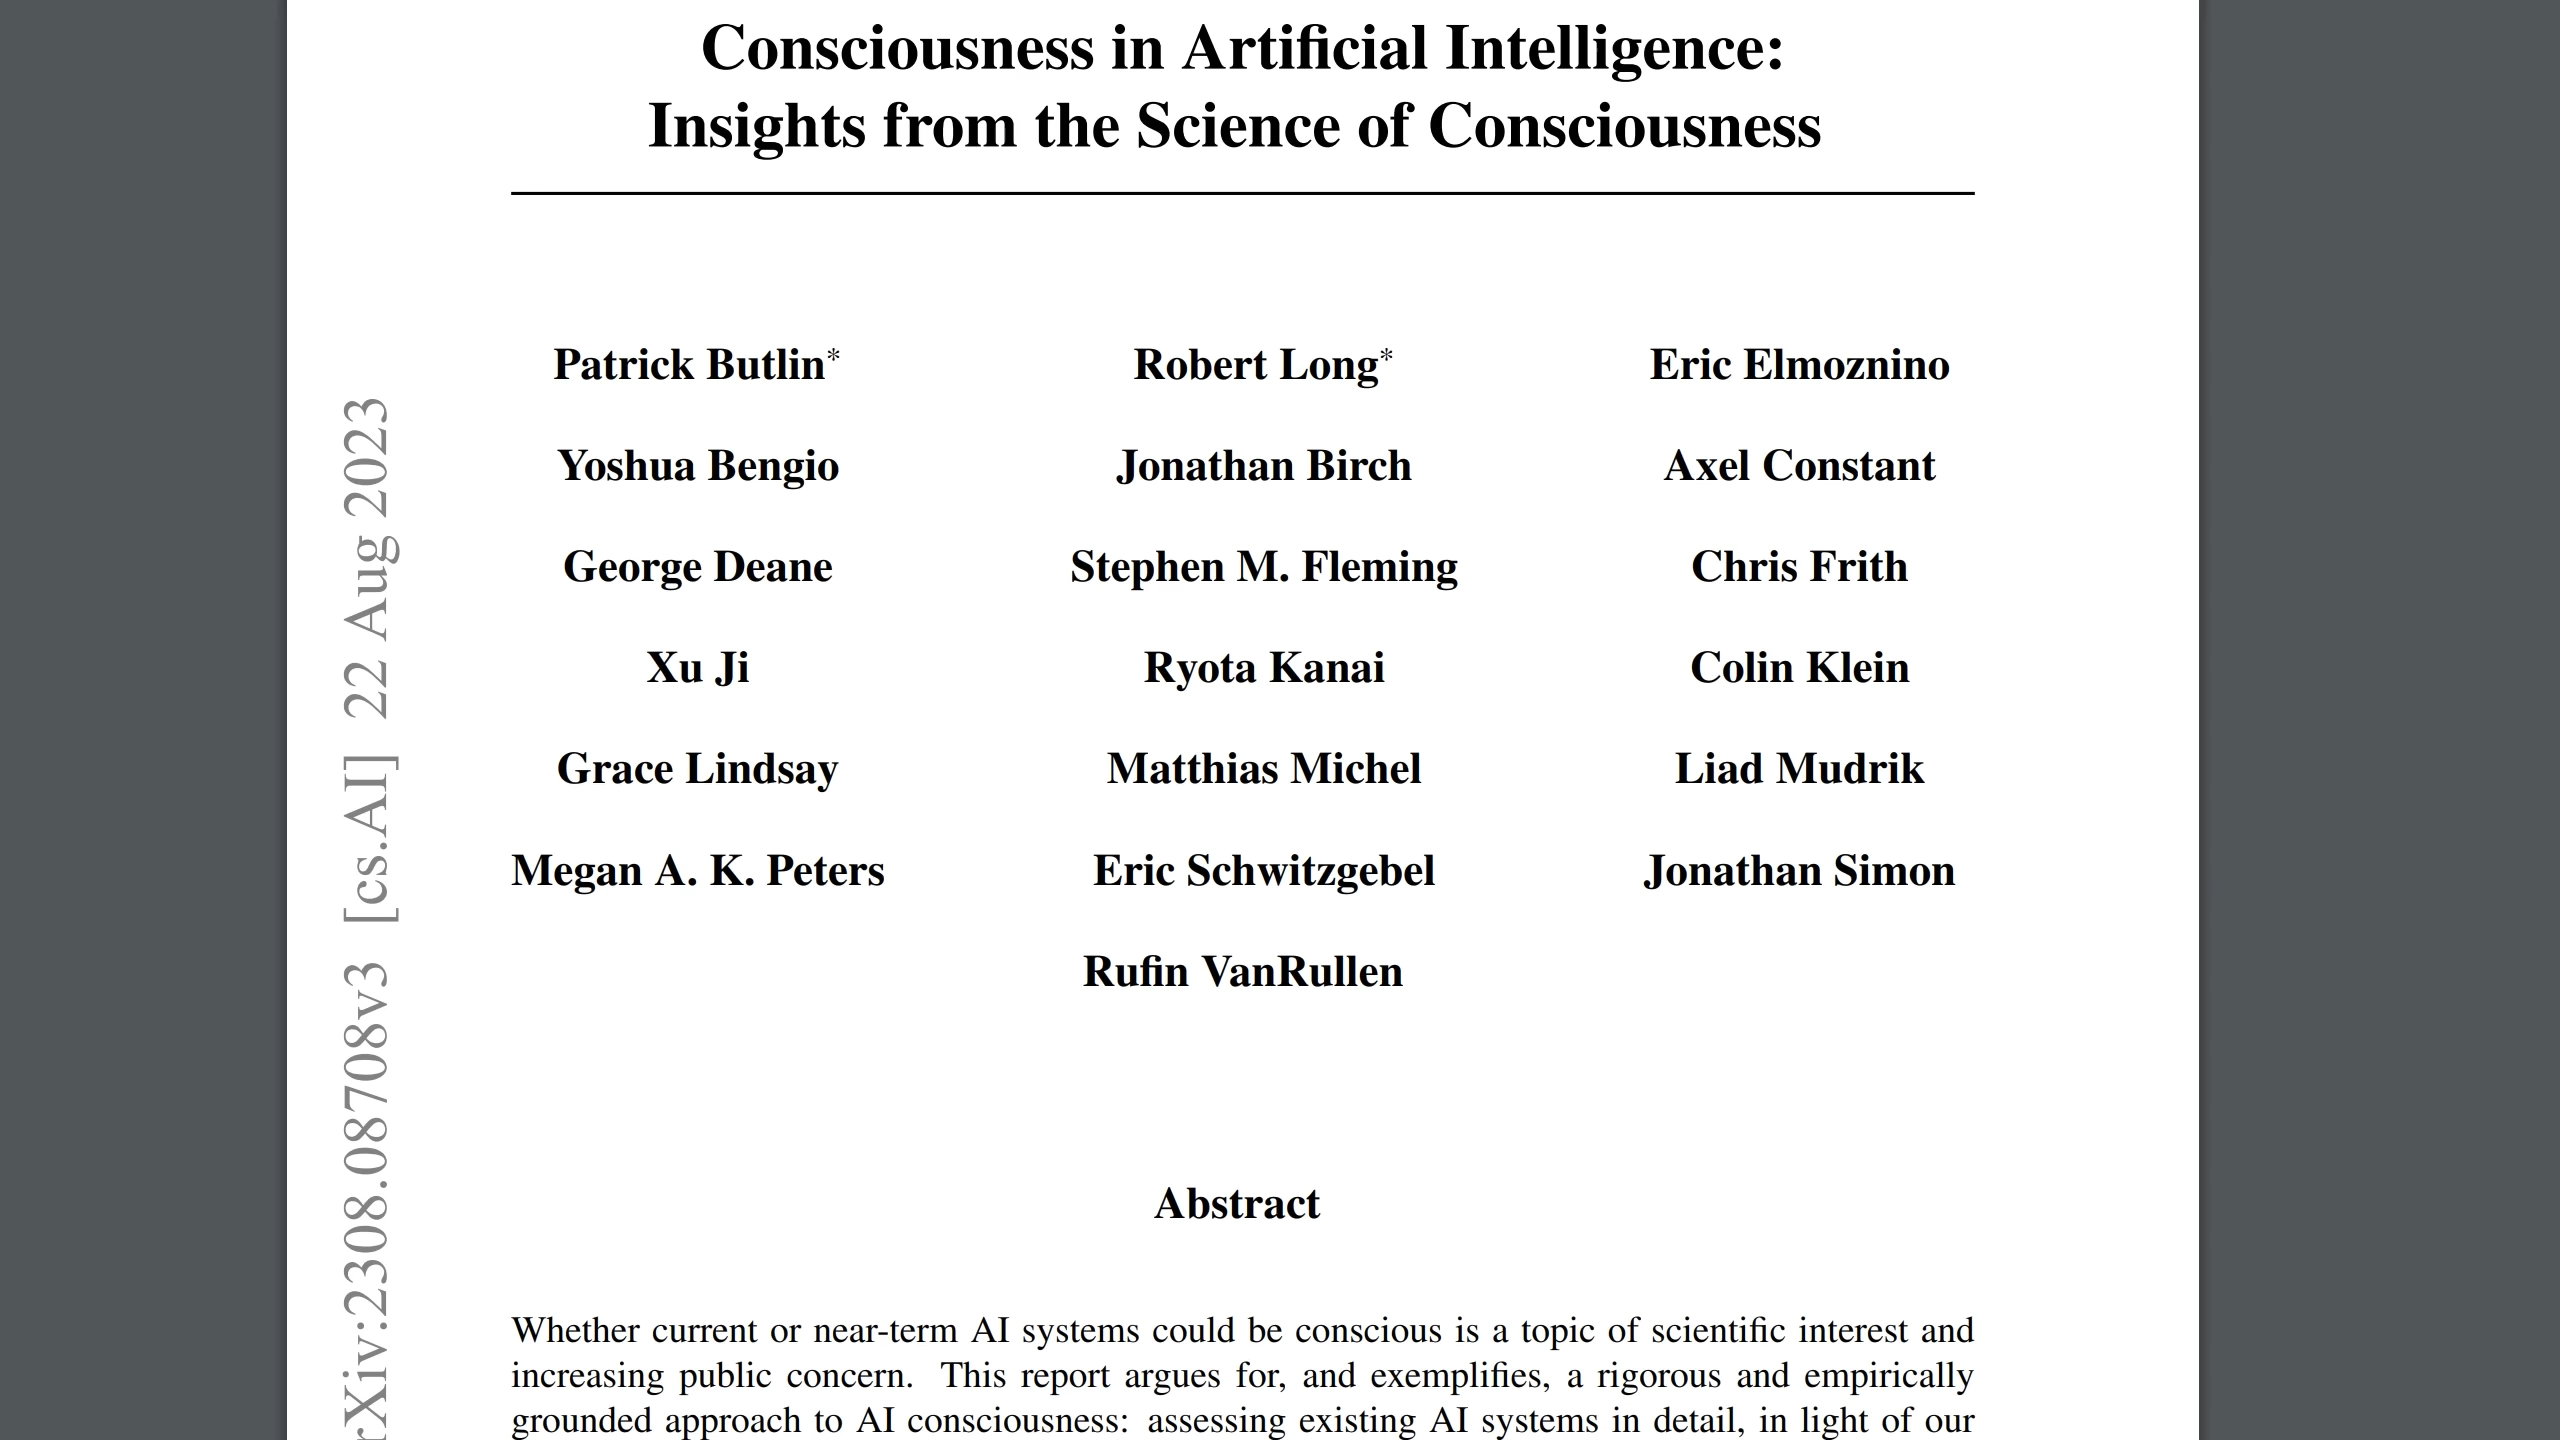 Consciousness in Artificial Intelligence:
Insights from the Science of Consciousness
Patrick Butlin* Robert Long* Eric Elmoznino
Yoshua Bengio Jonathan Birch Axel Constant
George Deane Stephen M. Fleming Chris Frith
Xu Ji Ryota Kanai Colin Klein
Grace Lindsay Matthias Michel Liad Mudrik
Megan A. K. Peters Eric Schwitzgebel Jonathan Simon
Rufin VanRullen
Abstract
Whether current or near-term AI systems could be conscious is a topic of scientific interest and
increasing public concern. This report argues for, and exemplifies, a rigorous and empirically
grounded approach to AI consciousness: assessing existing AI systems in detail, in light of our
rXiv:2308.08708v3 [cs.AI] 22 Aug 2023